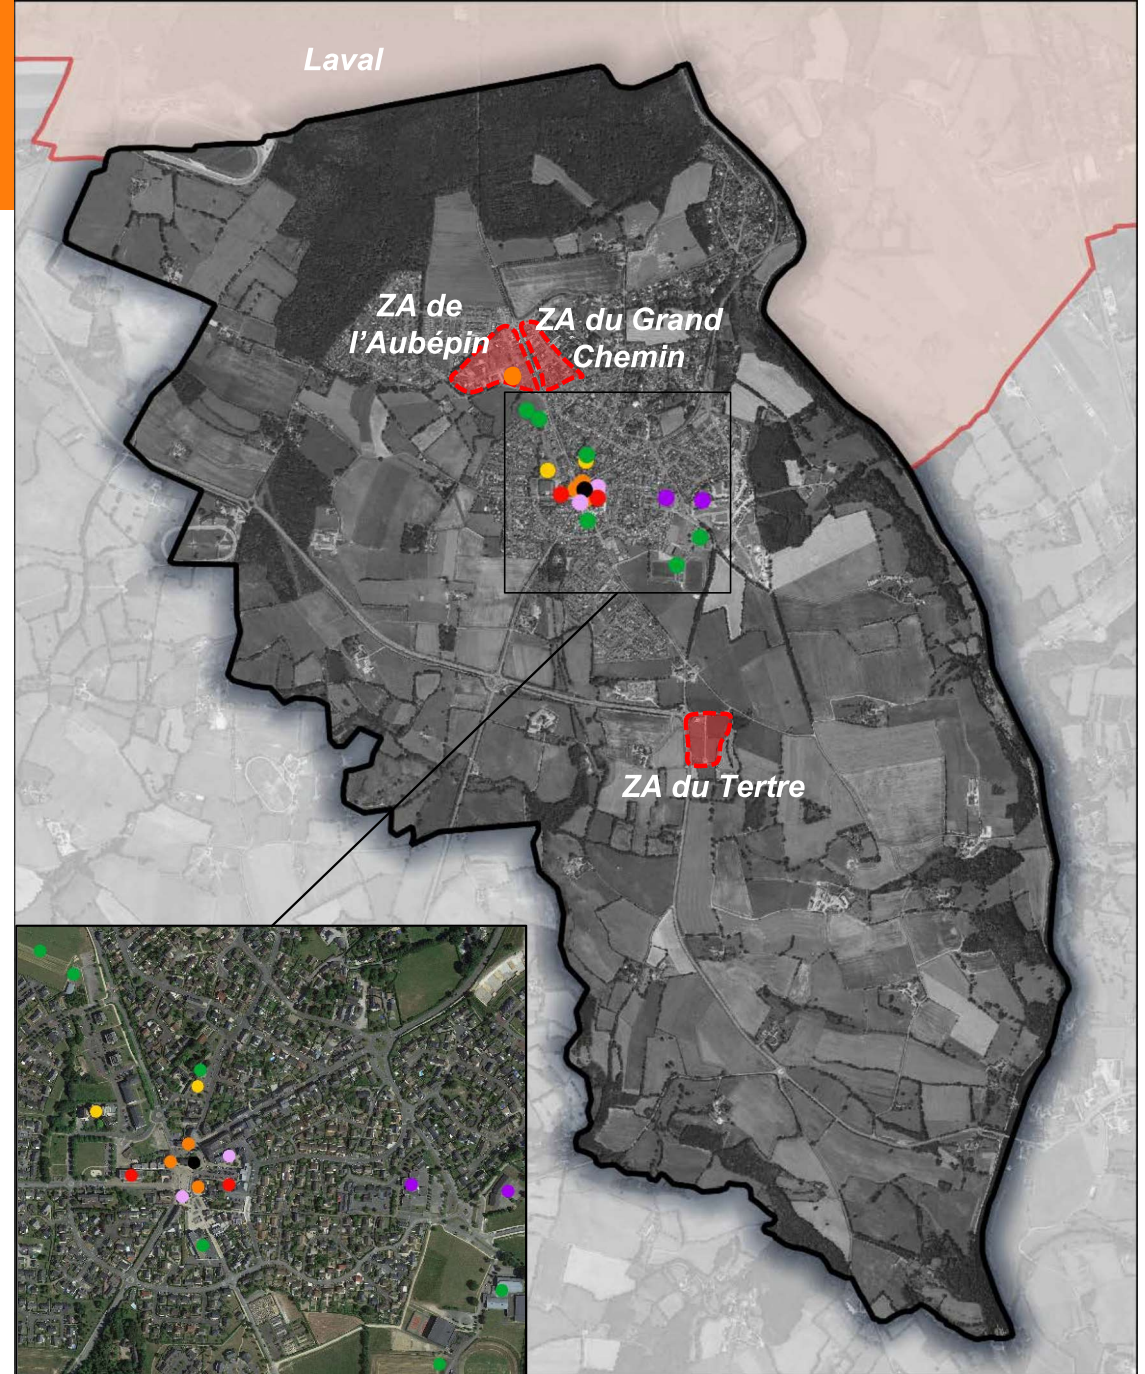 Laval
ZA de
l’Aubépin
ZA du Grand
Chemin
ZA du Tertre